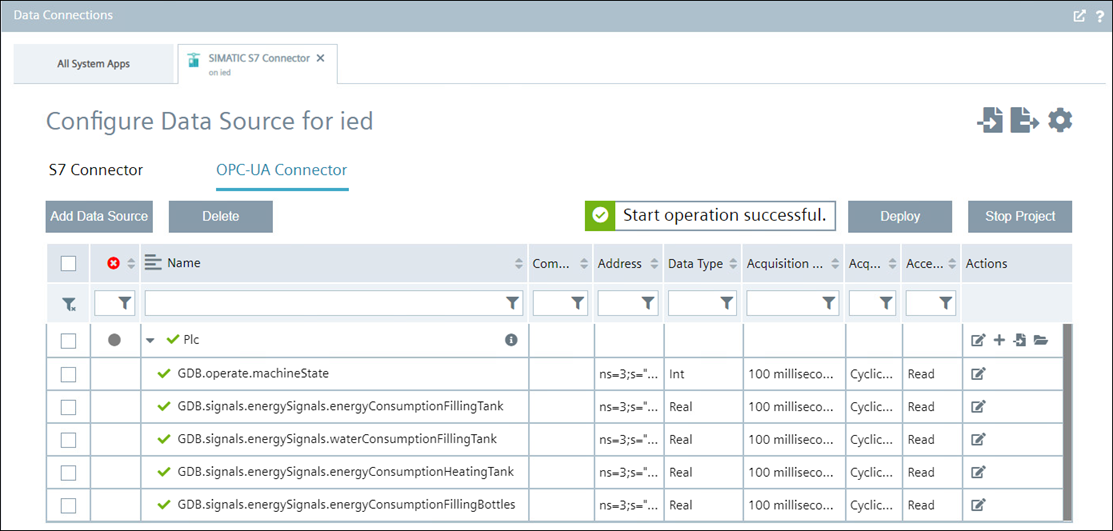 Data Connections
?
All System Apps
SIMATIC S7 Connector
on ied
Configure Data Source for ied
S7 Connector
OPC-UA Connector
Add Data Source
Delete
Start operation successful.
Deploy
Stop Project
Name
Com...
Address
Data Type
Acquisition ...
Acq...
Acce...
Actions
Plc
GDB.operate.machineState
ns=3;s="...
Int
100 milliseco...
Cyclic...
Read
GDB.signals.energySignals.energyConsumptionFillingTank
ns=3;s="...
Real
100 milliseco...
Cyclic...
Read
GDB.signals.energySignals.waterConsumptionFillingTank
ns=3;s="...
Real
100 milliseco...
Cyclic...
Read
GDB.signals.energySignals.energyConsumptionHeatingTank
ns=3;s="...
Real
100 milliseco...
Cyclic...
Read
GDB.signals.energySignals.energyConsumptionFillingBottles
ns=3;s="...
Real
100 milliseco...
Cyclic...
Read